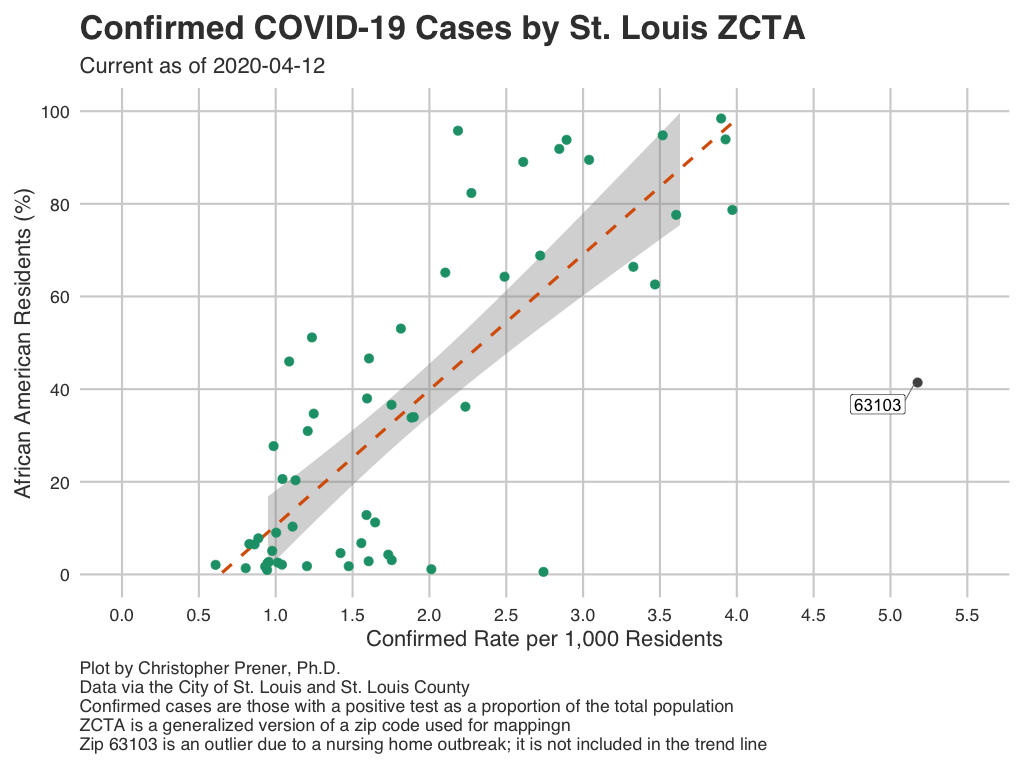 Confirmed COVID-19 Cases by St. Louis ZCTA
Current as of 2020-04-12
African American Residents (%)
100
80
60
40
20
0
63103
0.0 0.5 1.0 1.5 2.0 2.5 3.0 3.5 4.0 4.5 5.0 5.5
Confirmed Rate per 1,000 Residents
Plot by Christopher Prener, Ph.D.
Data via the City of St. Louis and St. Louis County
Confirmed cases are those with a positive test as a proportion of the total population
ZCTA is a generalized version of a zip code used for mappingn
Zip 63103 is an outlier due to a nursing home outbreak; it is not included in the trend line